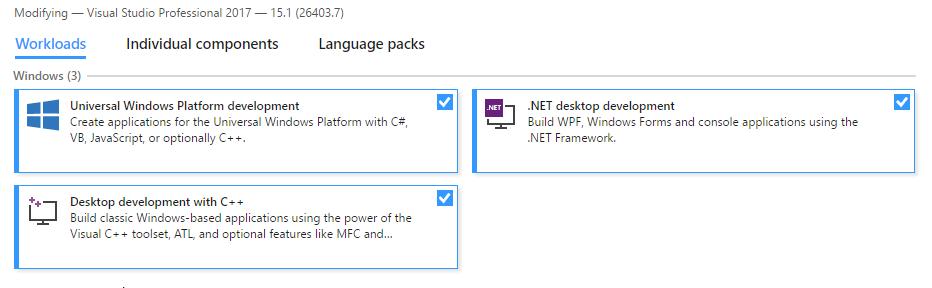 Modifying — Visual Studio Professional 2017 — 15.1 (26403.7)
Workloads Individual components Language packs
Windows (3)
Universal Windows Platform development
Create applications for the Universal Windows Platform with C#,
VB, JavaScript, or optionally C++.
.NET
.NET desktop development
Build WPF, Windows Forms and console applications using the
.NET Framework.
Desktop development with C++
Build classic Windows-based applications using the power of the
Visual C++ toolset, ATL, and optional features like MFC and...